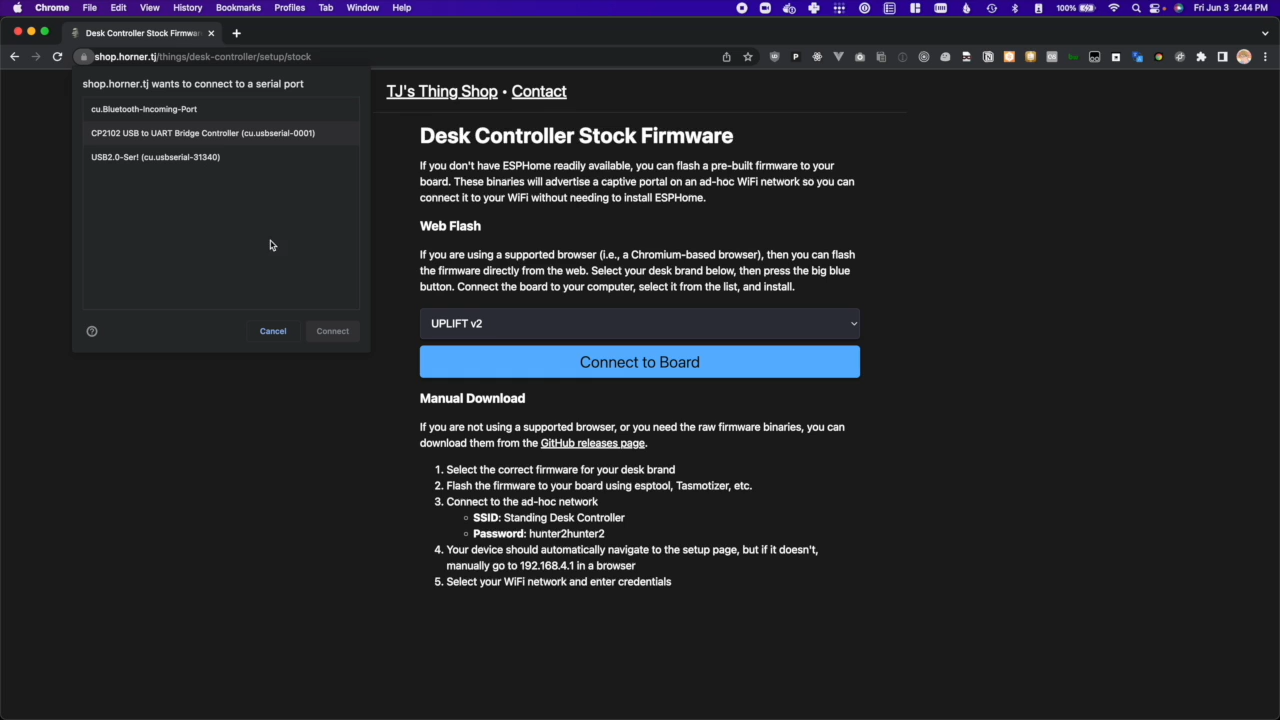 Chrome File Edit View History Bookmarks Profiles Tab Window Help 100% Fri Jun 3 2:44 PM
Desk Controller Stock Firmwar
shop.horner.tj/things/desk-controller/setup/stock
shop.horner.tj wants to connect to a serial port
cu.Bluetooth-Incoming-Port
CP2102 USB to UART Bridge Controller (cu.usbserial-0001)
USB2.0-Ser! (cu.usbserial-31340)
Cancel Connect
TJ's Thing Shop • Contact
Desk Controller Stock Firmware
If you don't have ESPHome readily available, you can flash a pre-built firmware to your
board. These binaries will advertise a captive portal on an ad-hoc WiFi network so you can
connect it to your WiFi without needing to install ESPHome.
Web Flash
If you are using a supported browser (i.e., a Chromium-based browser), then you can flash
the firmware directly from the web. Select your desk brand below, then press the big blue
button. Connect the board to your computer, select it from the list, and install.
UPLIFT v2
Connect to Board
Manual Download
If you are not using a supported browser, or you need the raw firmware binaries, you can
download them from the GitHub releases page.
1. Select the correct firmware for your desk brand
2. Flash the firmware to your board using esptool, Tasmotizer, etc.
3. Connect to the ad-hoc network
SSID: Standing Desk Controller
Password: hunter2hunter2
4. Your device should automatically navigate to the setup page, but if it doesn't,
manually go to 192.168.4.1 in a browser
5. Select your WiFi network and enter credentials